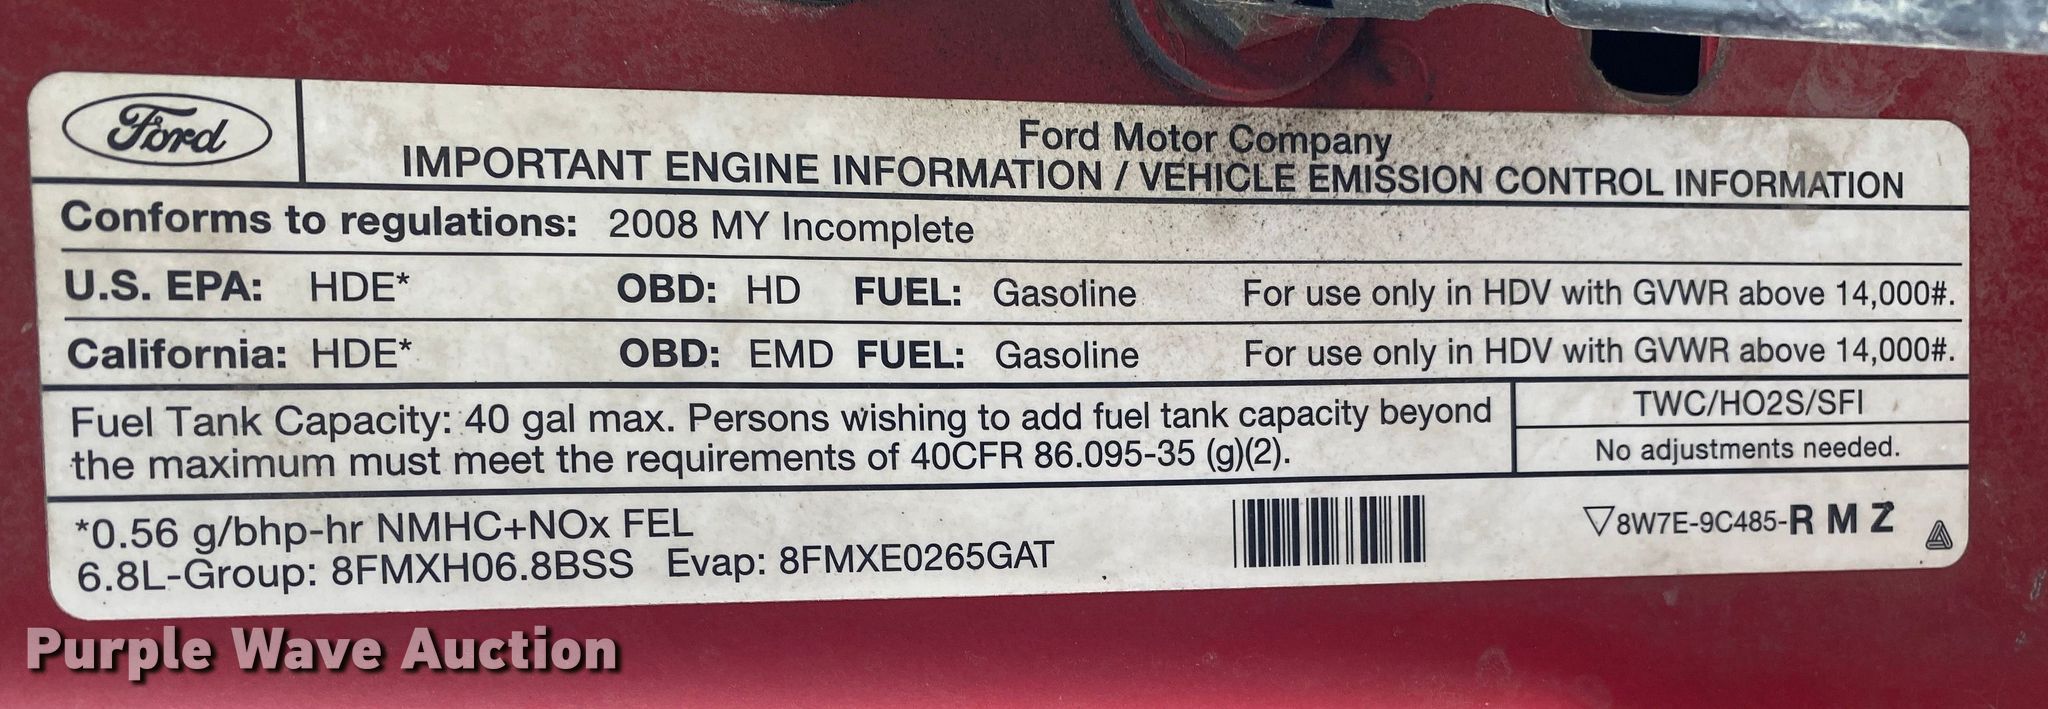 Ford
Ford Motor Company
IMPORTANT ENGINE INFORMATION / VEHICLE EMISSION CONTROL INFORMATION
Conforms to regulations: 2008 MY Incomplete
U.S. EPA: HDE* OBD: HD FUEL: Gasoline For use only in HDV with GVWR above 14,000#.
California: HDE* OBD: EMD FUEL: Gasoline For use only in HDV with GVWR above 14,000#.
Fuel Tank Capacity: 40 gal max. Persons wishing to add fuel tank capacity beyond
the maximum must meet the requirements of 40CFR 86.095-35 (g)(2).
TWC/HO2S/SFI
No adjustments needed.
*0.56 g/bhp-hr NMHC+NOx FEL
6.8L-Group: 8FMXH06.8BSS Evap: 8FMXE0265GAT
▽8W7E-9C485-R M Z
Purple Wave Auction